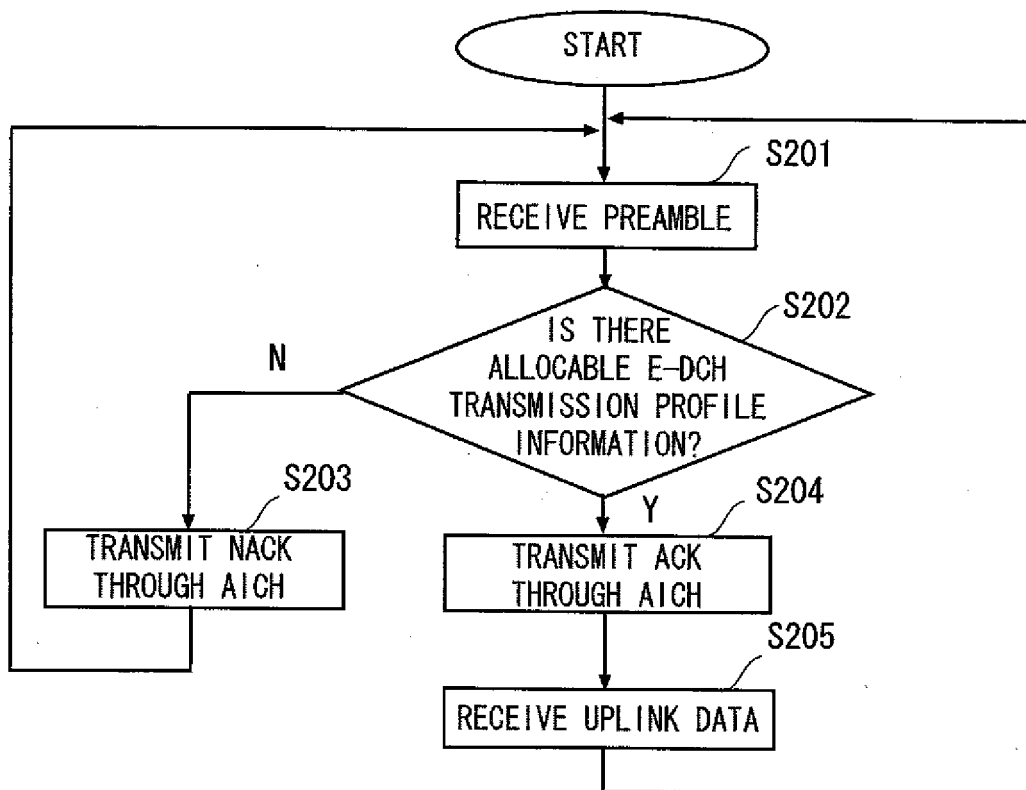 START
S201
RECEIVE PREAMBLE
S202
IS THERE
ALLOCABLE E-DCH
TRANSMISSION PROFILE
INFORMATION?
N
Y
S203
TRANSMIT NACK
THROUGH AICH
S204
TRANSMIT ACK
THROUGH AICH
S205
RECEIVE UPLINK DATA